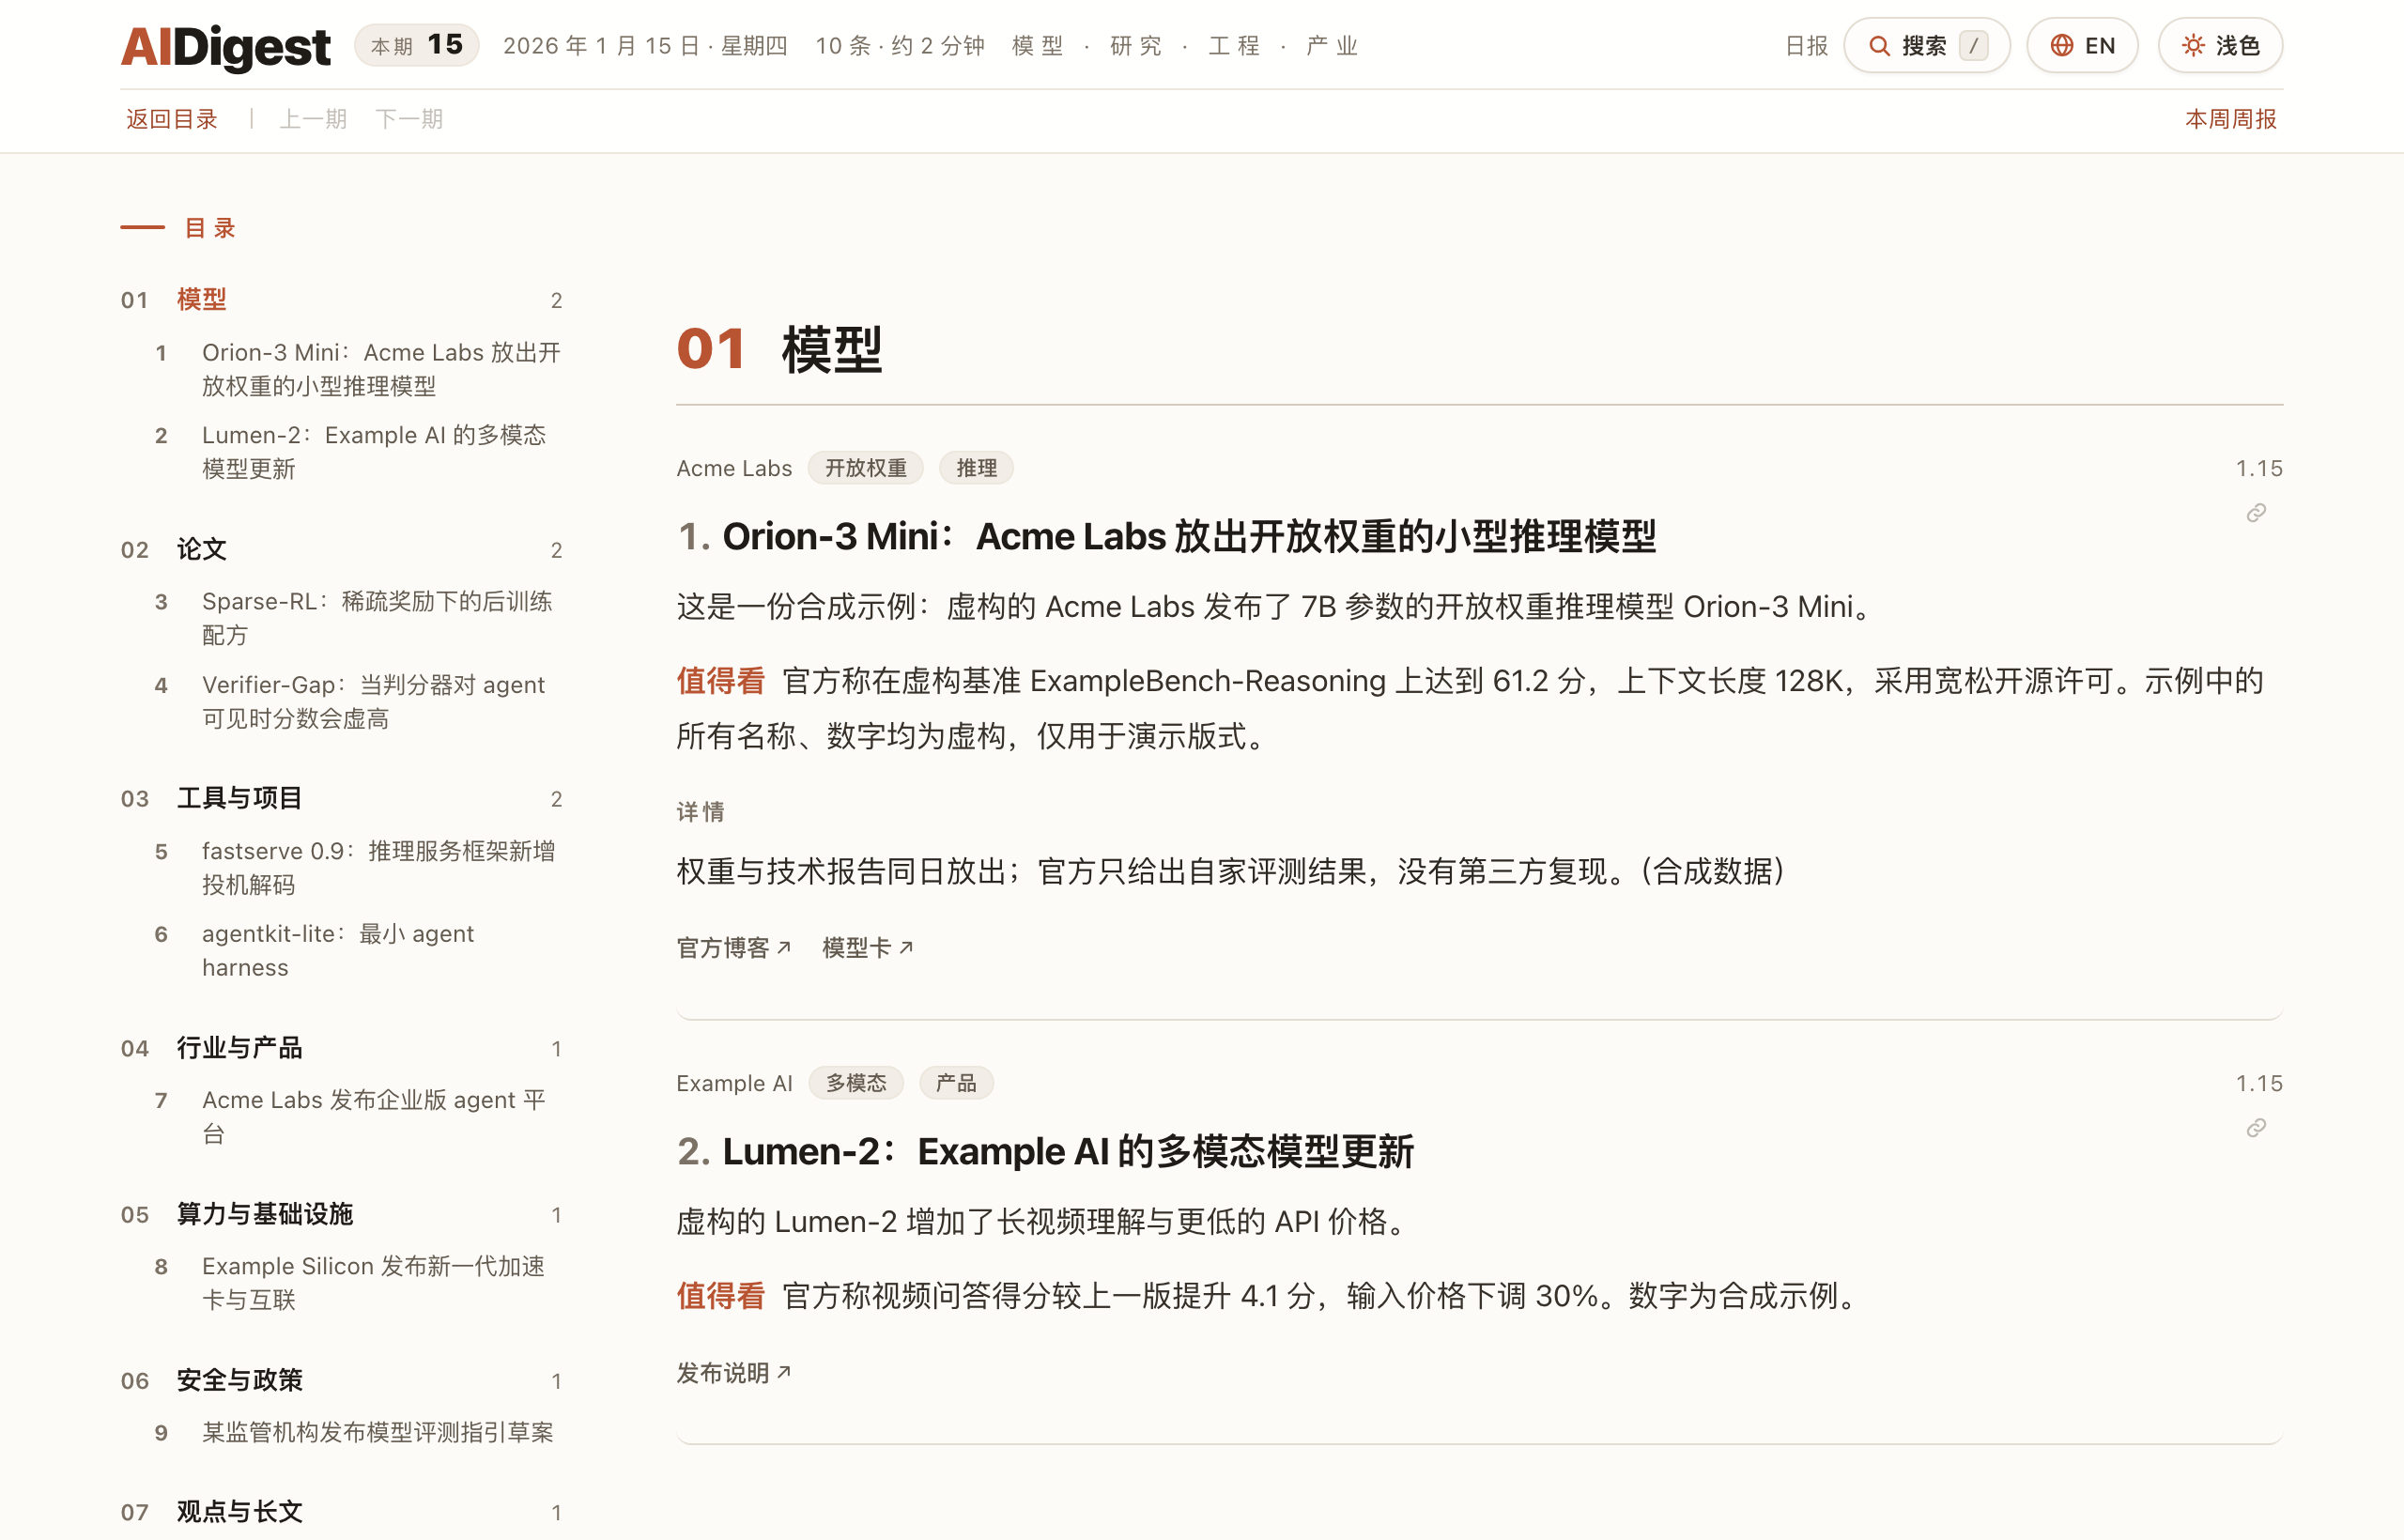 AIDigest 本期 15 2026 年 1 月 15 日 · 星期四 10 条 · 约 2 分钟 模型 · 研究 · 工程 · 产业 日报 搜索 / EN 浅色
返回目录 | 上一期 下一期 本周周报
目录
01 模型 2
1 Orion-3 Mini：Acme Labs 放出开
放权重的小型推理模型
2 Lumen-2：Example AI 的多模态
模型更新
02 论文 2
3 Sparse-RL：稀疏奖励下的后训练
配方
4 Verifier-Gap：当判分器对 agent
可见时分数会虚高
03 工具与项目 2
5 fastserve 0.9：推理服务框架新增
投机解码
6 agentkit-lite：最小 agent
harness
04 行业与产品 1
7 Acme Labs 发布企业版 agent 平
台
05 算力与基础设施 1
8 Example Silicon 发布新一代加速
卡与互联
06 安全与政策 1
9 某监管机构发布模型评测指引草案
07 观点与长文 1
01 模型
Acme Labs 开放权重 推理 1.15
1. Orion-3 Mini：Acme Labs 放出开放权重的小型推理模型
这是一份合成示例：虚构的 Acme Labs 发布了 7B 参数的开放权重推理模型 Orion-3 Mini。
值得看 官方称在虚构基准 ExampleBench-Reasoning 上达到 61.2 分，上下文长度 128K，采用宽松开源许可。示例中的
所有名称、数字均为虚构，仅用于演示版式。
详情
权重与技术报告同日放出；官方只给出自家评测结果，没有第三方复现。（合成数据）
官方博客↗ 模型卡↗
Example AI 多模态 产品 1.15
2. Lumen-2：Example AI 的多模态模型更新
虚构的 Lumen-2 增加了长视频理解与更低的 API 价格。
值得看 官方称视频问答得分较上一版提升 4.1 分，输入价格下调 30%。数字为合成示例。
发布说明↗